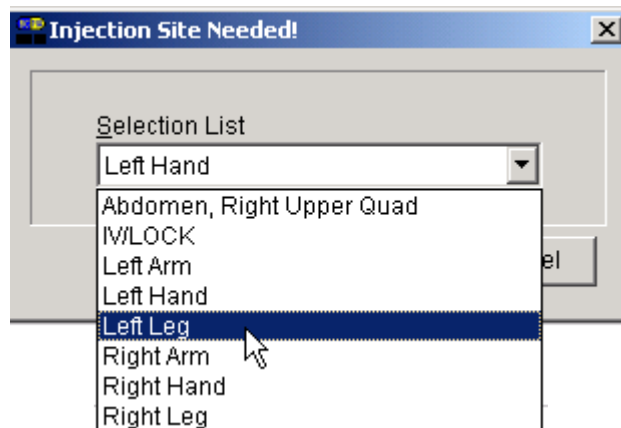 Injection Site Needed!
Selection List
Left Hand
Abdomen, Right Upper Quad
IV/LOCK
Left Arm
el
Left Hand
Left Leg
Right Arm
Right Hand
Right Leg